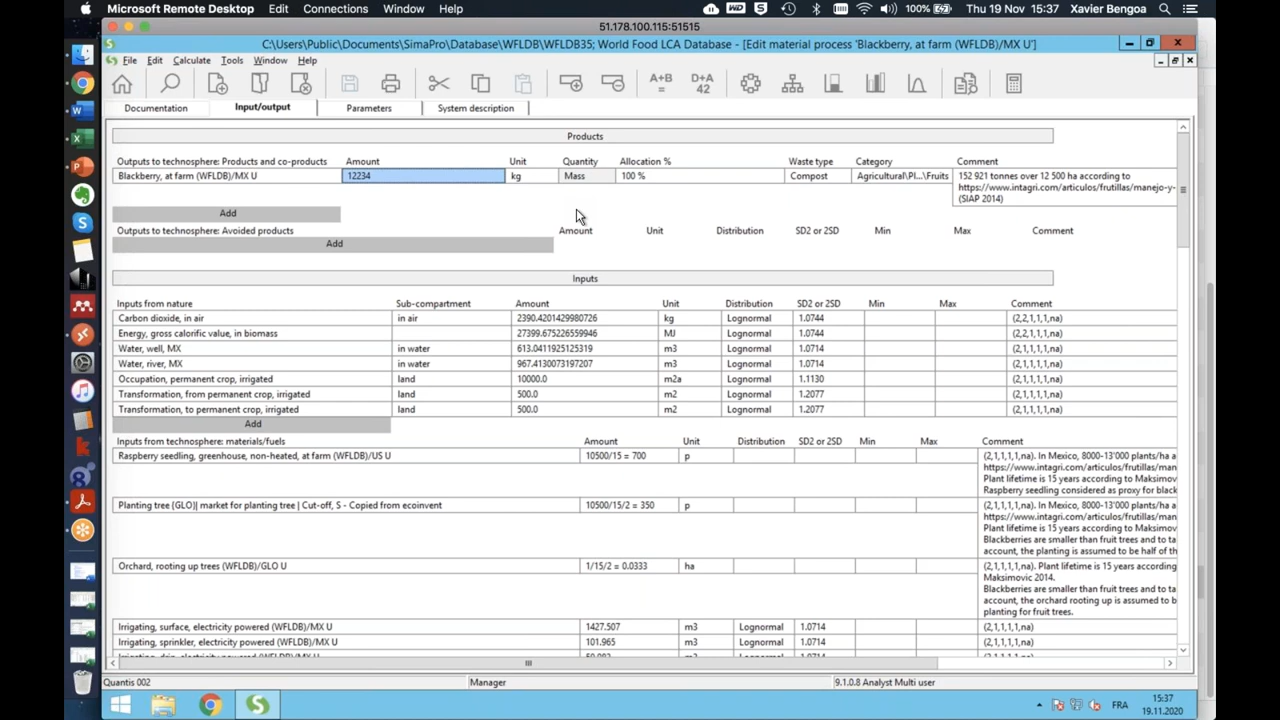 Microsoft Remote Desktop Edit Connections Window Help 100% Thu 19 Nov 15:37 Xavier Bengoa
51.178.100.115:51515
C:\Users\Public\Documents\SimaPro\Database\WFLDB\WFLDB35; World Food LCA Database - [Edit material process 'Blackberry, at farm (WFLDB)/MX U']
File Edit Calculate Tools Window Help
A+B = D+A 42
Documentation Input/output Parameters System description
Products
Outputs to technosphere: Products and co-products Amount Unit Quantity Allocation % Waste type Category Comment
Blackberry, at farm (WFLDB)/MX U 12234 kg Mass 100 % Compost Agricultural\Pl...\Fruits 152 921 tonnes over 12 500 ha according to
https://www.intagri.com/articulos/frutillas/manejo-y-
(SIAP 2014)
Add
Outputs to technosphere: Avoided products Amount Unit Distribution SD2 or 2SD Min Max Comment
Add
Inputs
Inputs from nature Sub-compartment Amount Unit Distribution SD2 or 2SD Min Max Comment
Carbon dioxide, in air in air 2390.4201429980726 kg Lognormal 1.0744 (2,2,1,1,1,na)
Energy, gross calorific value, in biomass 27399.675226559946 MJ Lognormal 1.0744 (2,2,1,1,1,na)
Water, well, MX in water 613.0411925125319 m3 Lognormal 1.0714 (2,1,1,1,1,na)
Water, river, MX in water 967.4130073197207 m3 Lognormal 1.0714 (2,1,1,1,1,na)
Occupation, permanent crop, irrigated land 10000.0 m2a Lognormal 1.1130 (2,1,1,1,1,na)
Transformation, from permanent crop, irrigated land 500.0 m2 Lognormal 1.2077 (2,1,1,1,1,na)
Transformation, to permanent crop, irrigated land 500.0 m2 Lognormal 1.2077 (2,1,1,1,1,na)
Add
Inputs from technosphere: materials/fuels Amount Unit Distribution SD2 or 2SD Min Max Comment
Raspberry seedling, greenhouse, non-heated, at farm (WFLDB)/US U 10500/15 = 700 p (2,1,1,1,1,na). In Mexico, 8000-13'000 plants/ha a
https://www.intagri.com/articulos/frutillas/man
Plant lifetime is 15 years according to Maksimovic
Raspberry seedling considered as proxy for black
Planting tree {GLO}| market for planting tree | Cut-off, S - Copied from ecoinvent 10500/15/2 = 350 p (2,1,1,1,1,na). In Mexico, 8000-13'000 plants/ha a
https://www.intagri.com/articulos/frutillas/man
Plant lifetime is 15 years according to Maksimov
Blackberries are smaller than fruit trees and to ta
account, the planting is assumed to be half of th
Orchard, rooting up trees (WFLDB)/GLO U 1/15/2 = 0.0333 ha (2,1,1,1,1,na). Plant lifetime is 15 years according
Maksimovic 2014.
Blackberries are smaller than fruit trees and to ta
account, the orchard rooting up is assumed to b
planting for fruit trees.
Irrigating, surface, electricity powered (WFLDB)/MX U 1427.507 m3 Lognormal 1.0714 (2,1,1,1,1,na)
Irrigating, sprinkler, electricity powered (WFLDB)/MX U 101.965 m3 Lognormal 1.0714 (2,1,1,1,1,na)
Quantis 002 Manager 9.1.0.8 Analyst Multi user
FRA 15:37
19.11.2020